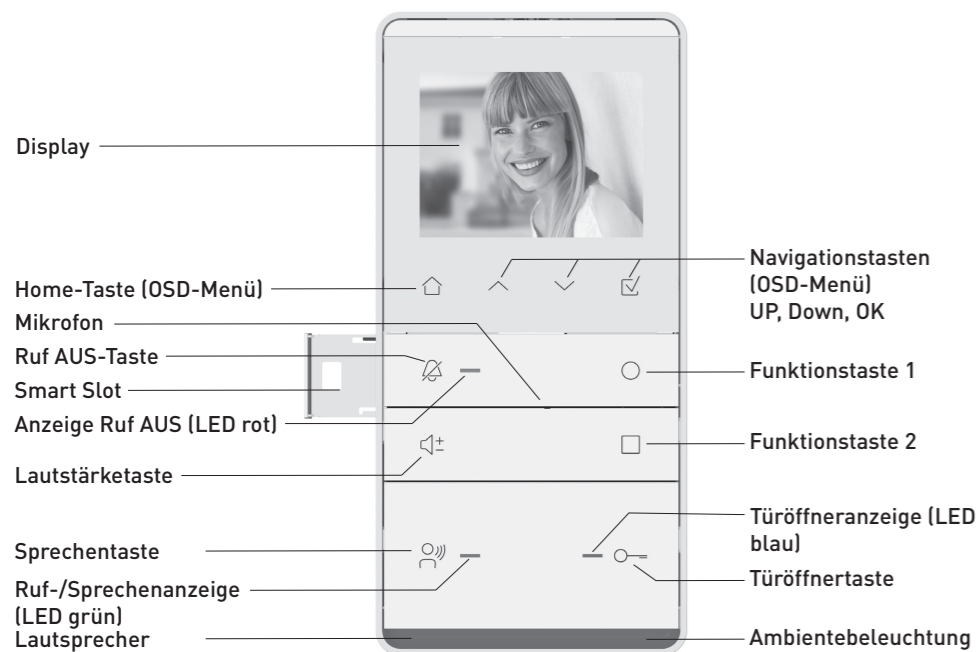 Display
Home-Taste (OSD-Menü)
Mikrofon
Ruf AUS-Taste
Smart Slot
Anzeige Ruf AUS (LED rot)
Lautstärketaste
Sprechentaste
Ruf-/Sprechenanzeige
(LED grün)
Lautsprecher
Navigationstasten
(OSD-Menü)
UP, Down, OK
Funktionstaste 1
Funktionstaste 2
Türöffneranzeige (LED
blau)
Türöffnertaste
Ambientebeleuchtung